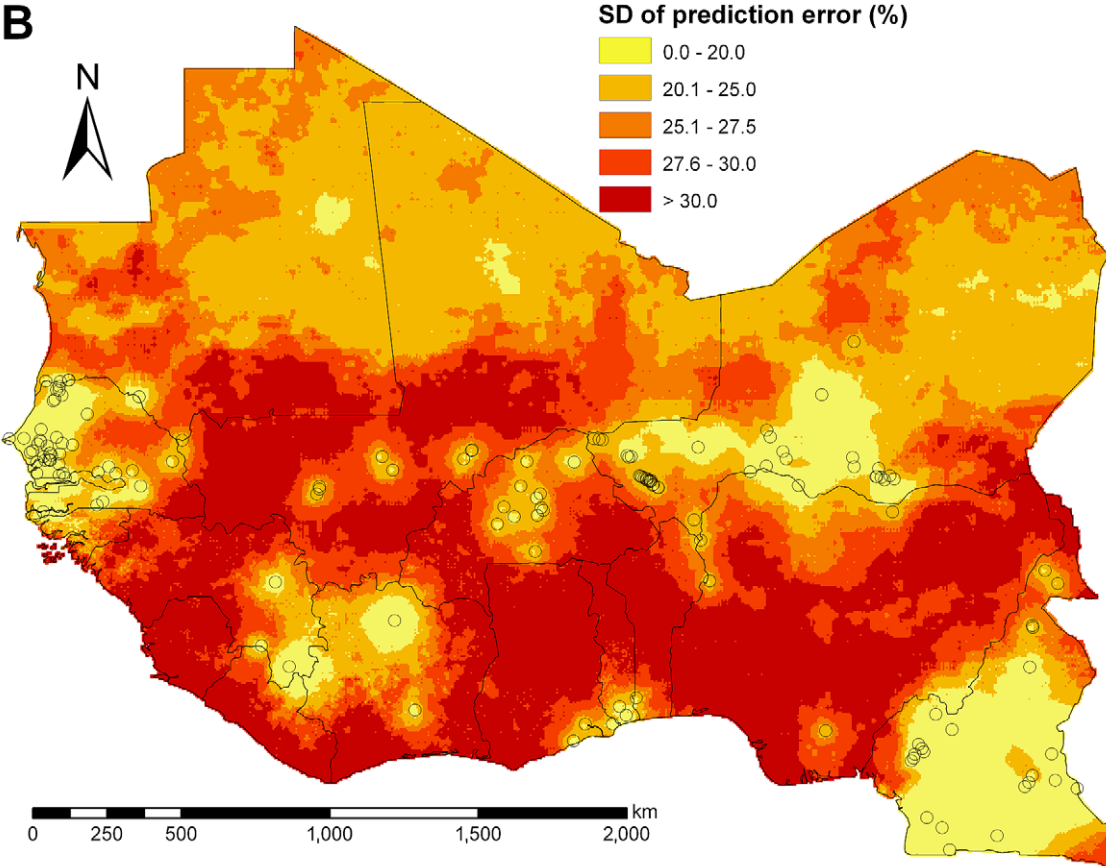 B
SD of prediction error (%)
0.0 - 20.0
20.1 - 25.0
25.1 - 27.5
27.6 - 30.0
> 30.0
N
km
0 250 500 1,000 1,500 2,000